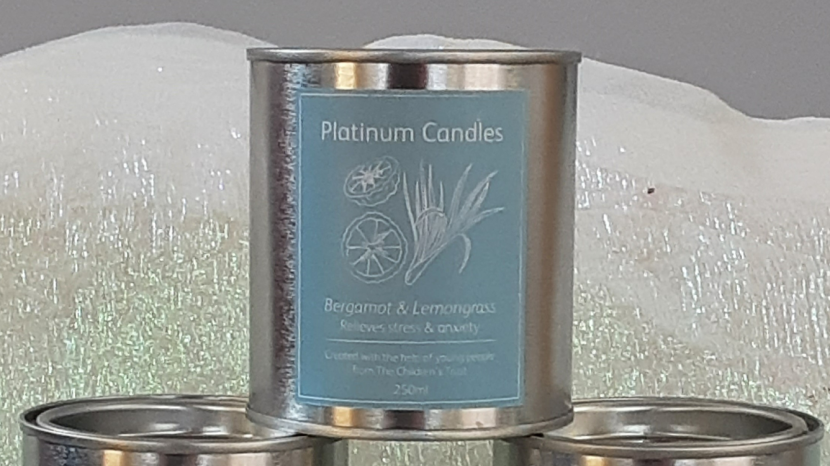 Platinum Candles
Bergamot & Lemongrass
Relieves stress & anxiety
Created with the help of young people
from The Children's Trust
250ml